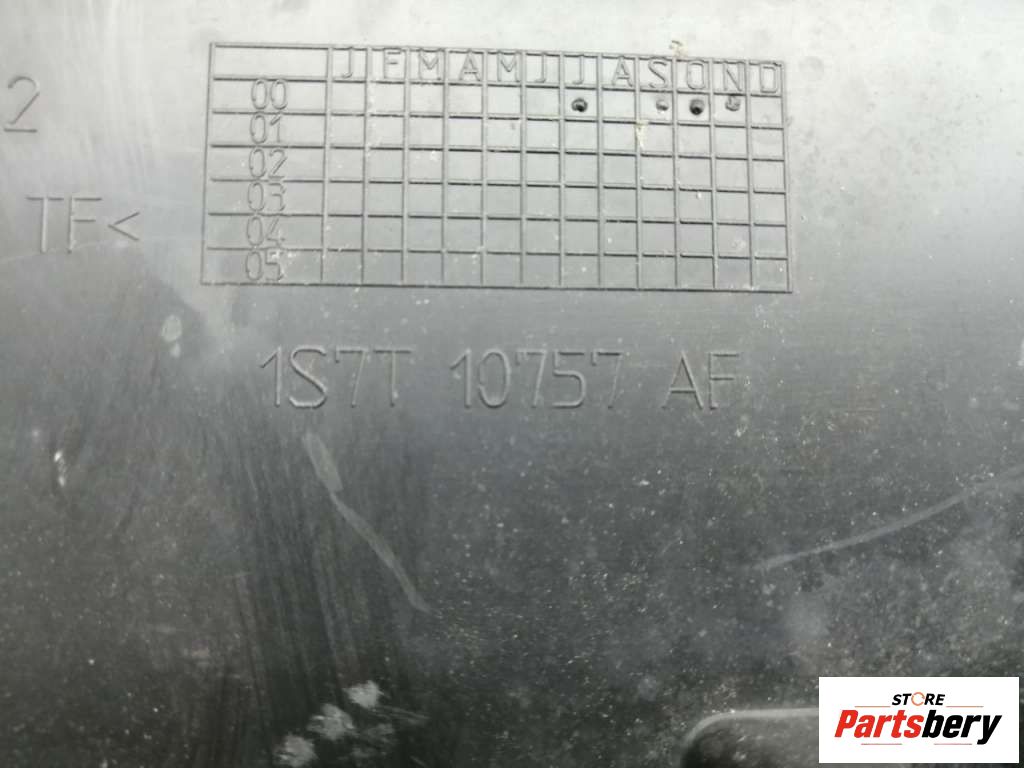 2
TF<
J F M A M J J A S O N D
00
01
02
03
04
05
1S7T 10757 AF
STORE
Partsbery